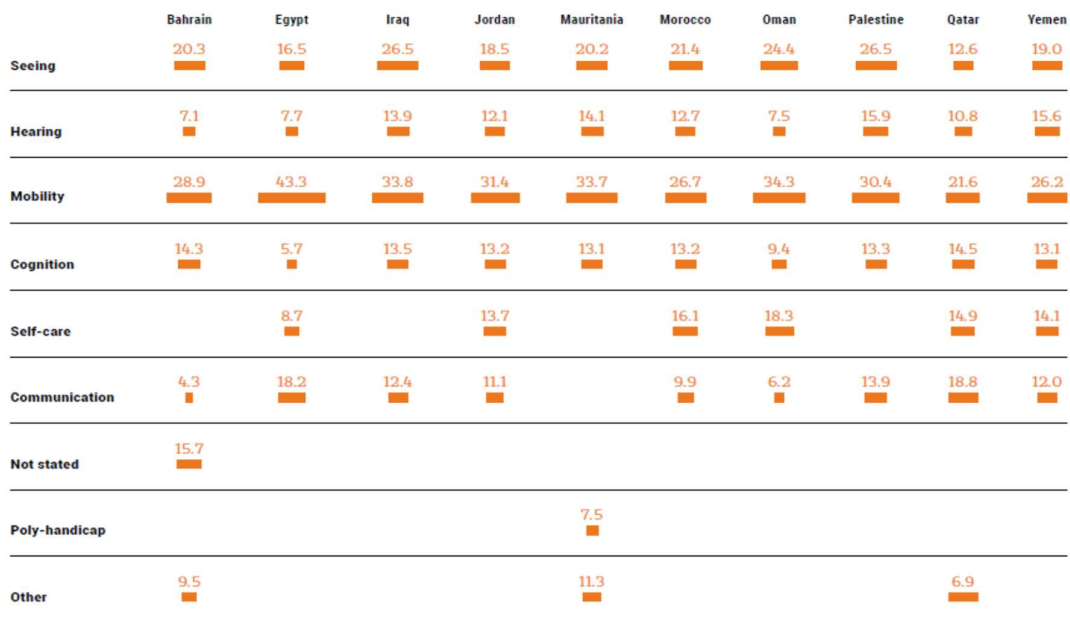 Bahrain Egypt Iraq Jordan Mauritania Morocco Oman Palestine Qatar Yemen
Seeing 20.3 16.5 26.5 18.5 20.2 21.4 24.4 26.5 12.6 19.0
Hearing 7.1 7.7 13.9 12.1 14.1 12.7 7.5 15.9 10.8 15.6
Mobility 28.9 43.3 33.8 31.4 33.7 26.7 34.3 30.4 21.6 26.2
Cognition 14.3 5.7 13.5 13.2 13.1 13.2 9.4 13.3 14.5 13.1
Self-care 8.7 13.7 16.1 18.3 14.9 14.1
Communication 4.3 18.2 12.4 11.1 9.9 6.2 13.9 18.8 12.0
Not stated 15.7
Poly-handicap 7.5
Other 9.5 11.3 6.9